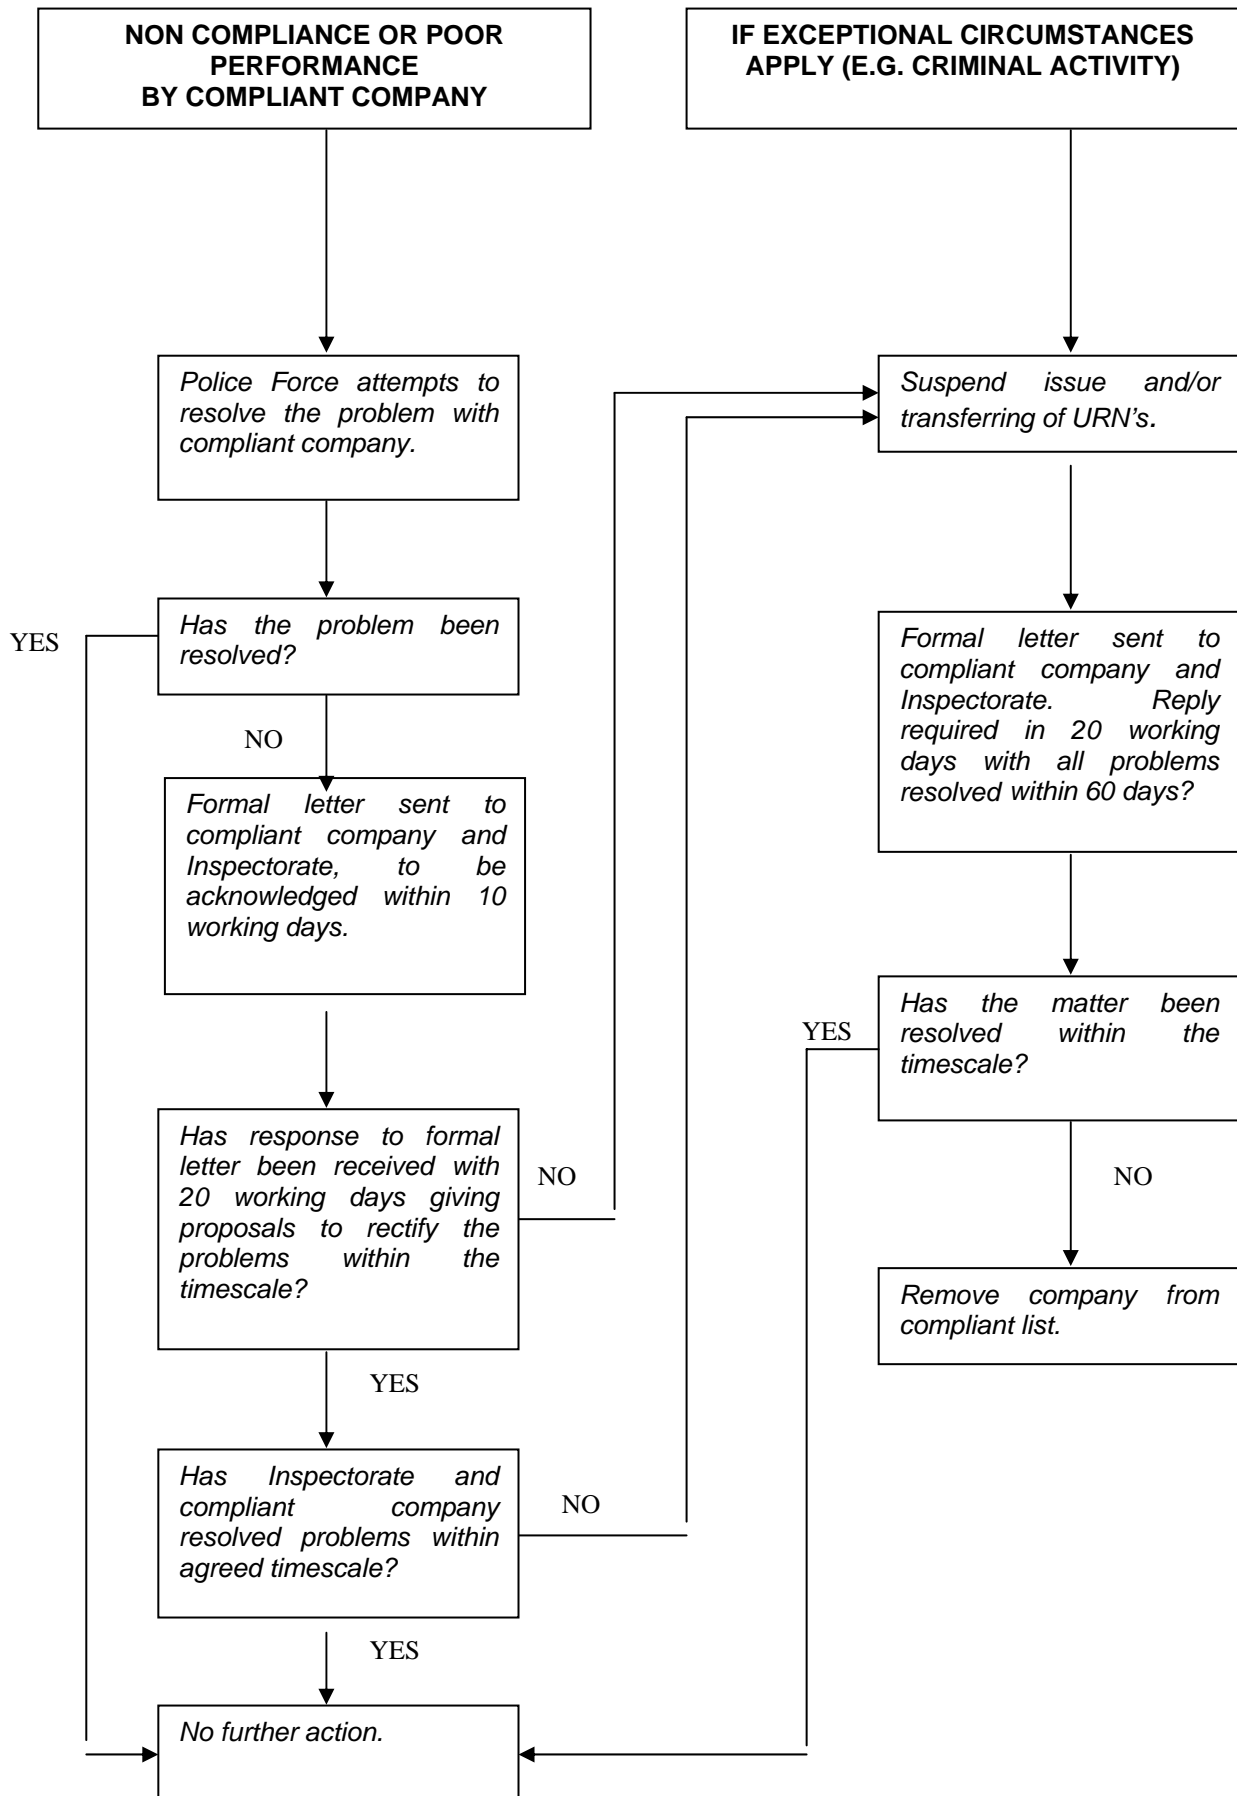 NON COMPLIANCE OR POOR
PERFORMANCE
BY COMPLIANT COMPANY
IF EXCEPTIONAL CIRCUMSTANCES
APPLY (E.G. CRIMINAL ACTIVITY)
Police Force attempts to
resolve the problem with
compliant company.
Suspend issue and/or
transferring of URN’s.
Has the problem been
resolved?
YES
NO
Formal letter sent to
compliant company and
Inspectorate. Reply
required in 20 working
days with all problems
resolved within 60 days?
Formal letter sent to
compliant company and
Inspectorate, to be
acknowledged within 10
working days.
Has the matter been
resolved within the
timescale?
YES
NO
Has response to formal
letter been received with
20 working days giving
proposals to rectify the
problems within the
timescale?
NO
YES
Remove company from
compliant list.
Has Inspectorate and
compliant company
resolved problems within
agreed timescale?
NO
YES
No further action.